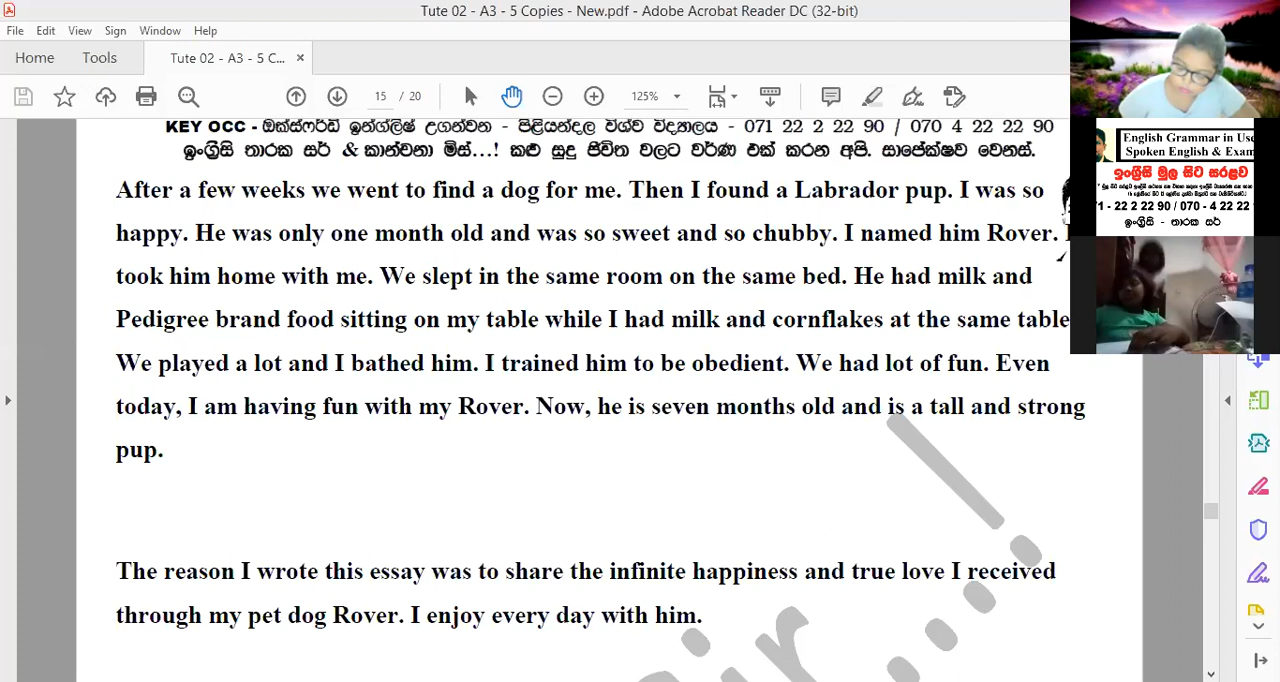 Tute 02 - A3 - 5 Copies - New.pdf - Adobe Acrobat Reader DC (32-bit)
File Edit View Sign Window Help
Home Tools Tute 02 - A3 - 5 C... ×
15 / 20 125%
KEY OCC - ඔක්ස්ෆර්ඩ් ඉන්ග්ලිෂ් උගන්වන - පිළියන්දල විශ්ව විද්‍යාලය - 071 22 2 22 90 / 070 4 22 22 90
ඉංග්‍රීසි තාරක සර් & කාන්චනා මිස්...! කළු සුදු ජීවිත වලට වර්ණ එක් කරන අපි. සාපේක්ෂව වෙනස්.
After a few weeks we went to find a dog for me. Then I found a Labrador pup. I was so
happy. He was only one month old and was so sweet and so chubby. I named him Rover. I
took him home with me. We slept in the same room on the same bed. He had milk and
Pedigree brand food sitting on my table while I had milk and cornflakes at the same table
We played a lot and I bathed him. I trained him to be obedient. We had lot of fun. Even
today, I am having fun with my Rover. Now, he is seven months old and is a tall and strong
pup.
The reason I wrote this essay was to share the infinite happiness and true love I received
through my pet dog Rover. I enjoy every day with him.
English Grammar in Use
Spoken English & Exam
ඉංග්‍රීසි මුල සිට සරළව
71 - 22 2 22 90 / 070 - 4 22 22
ඉංග්‍රීසි - තාරක සර්